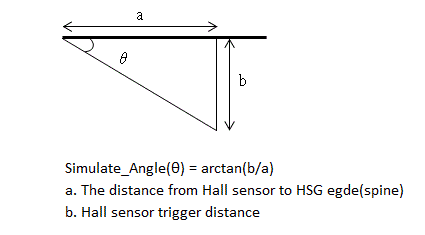 a
θ
b
Simulate_Angle(θ) = arctan(b/a)
a. The distance from Hall sensor to HSG egde(spine)
b. Hall sensor trigger distance